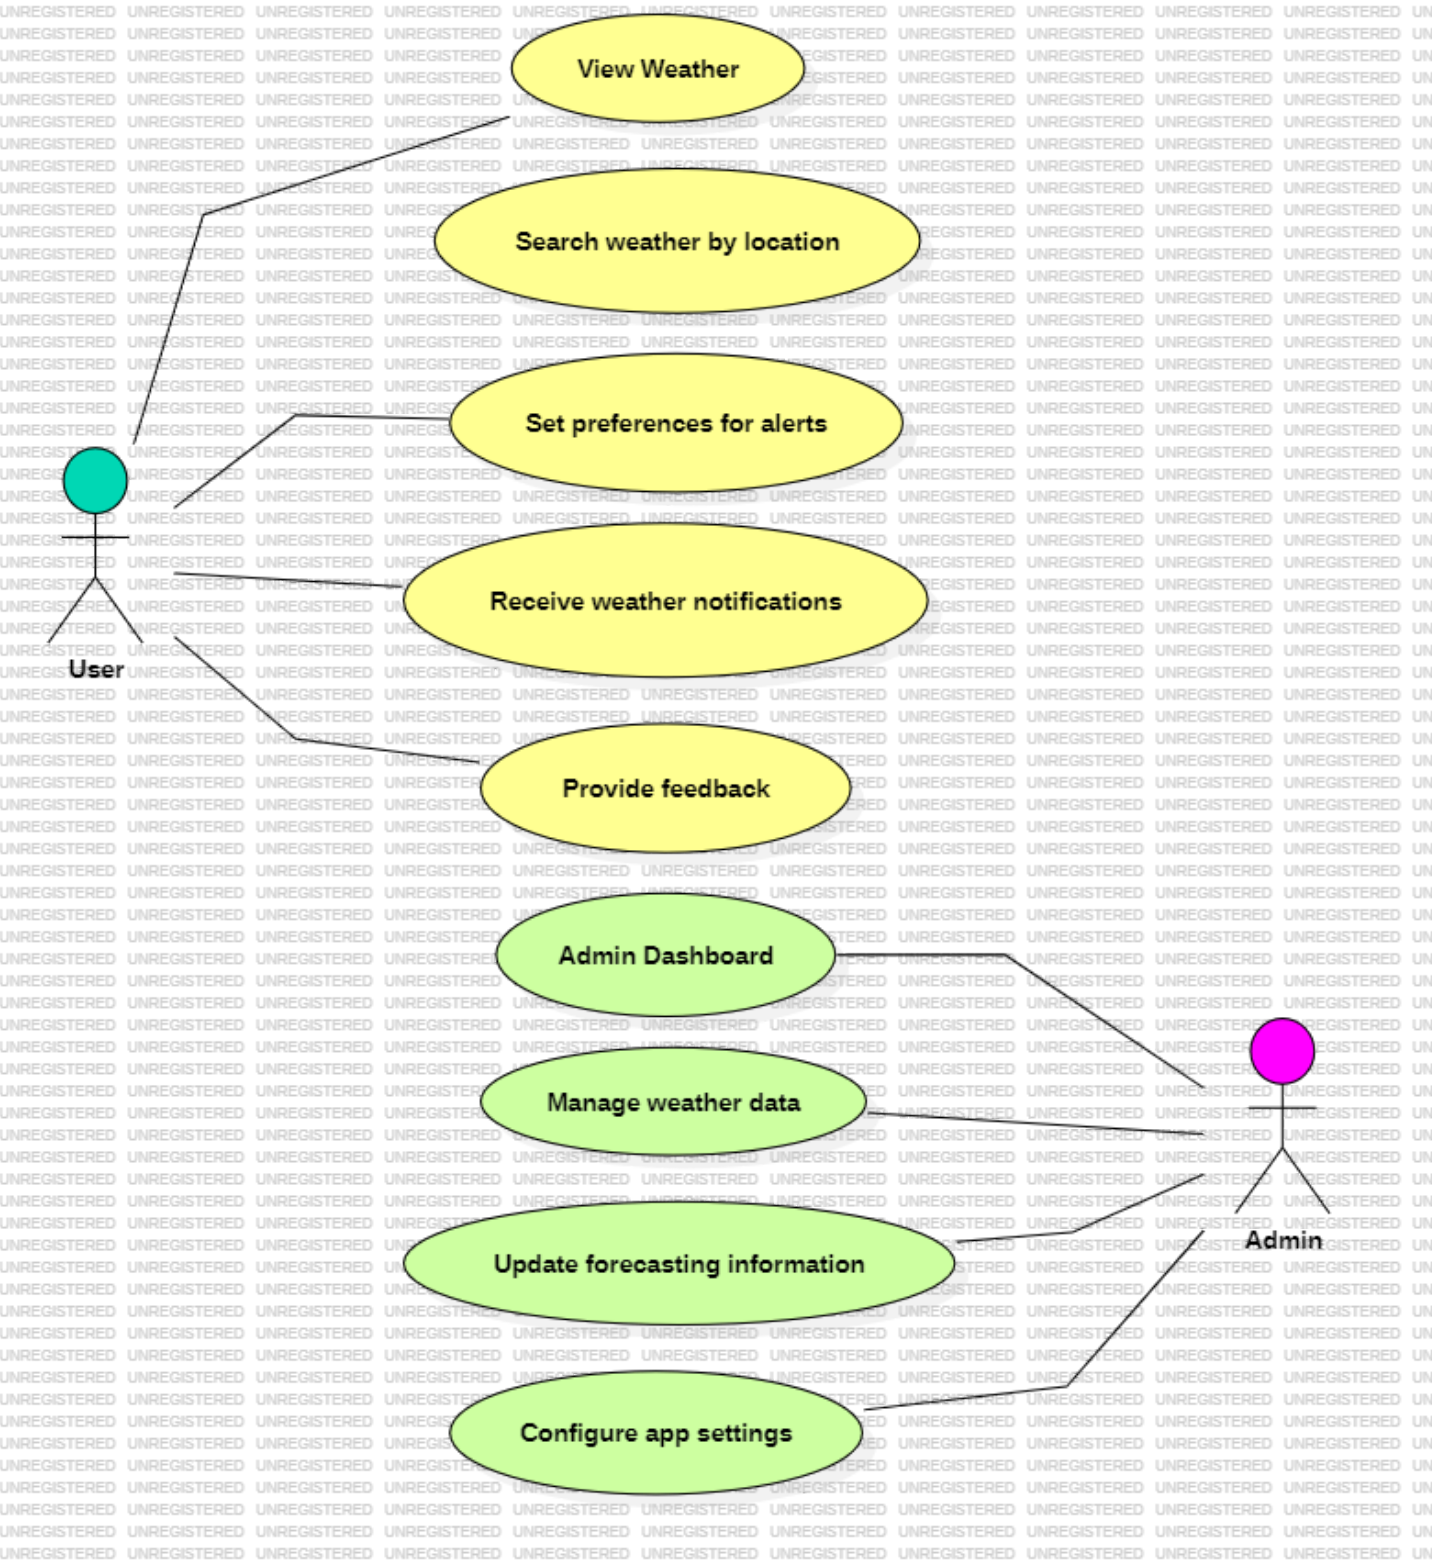 View Weather
Search weather by location
Set preferences for alerts
Receive weather notifications
User
Provide feedback
Admin Dashboard
Manage weather data
Admin
Update forecasting information
Configure app settings
UNREGISTERED